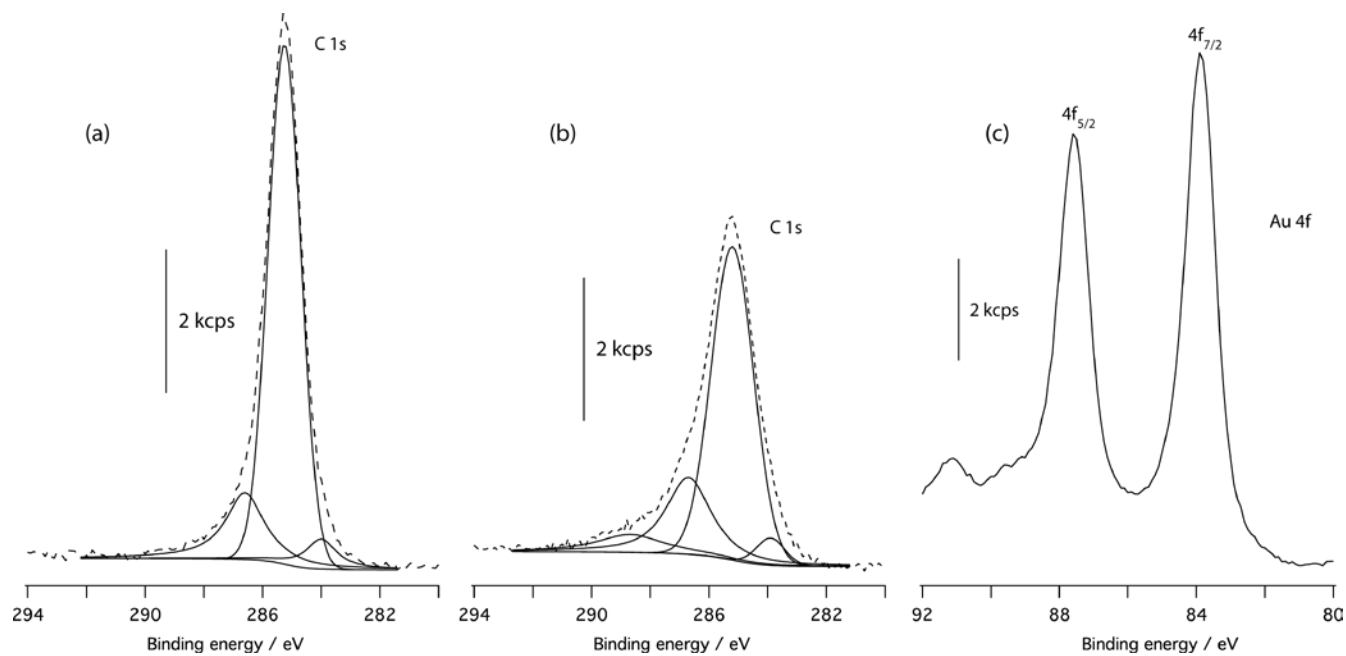 (a)
C 1s
2 kcps
294
290
286
282
Binding energy / eV
(b)
C 1s
2 kcps
294
290
286
282
Binding energy / eV
(c)
4f5/2
4f7/2
Au 4f
2 kcps
92
88
84
80
Binding energy / eV